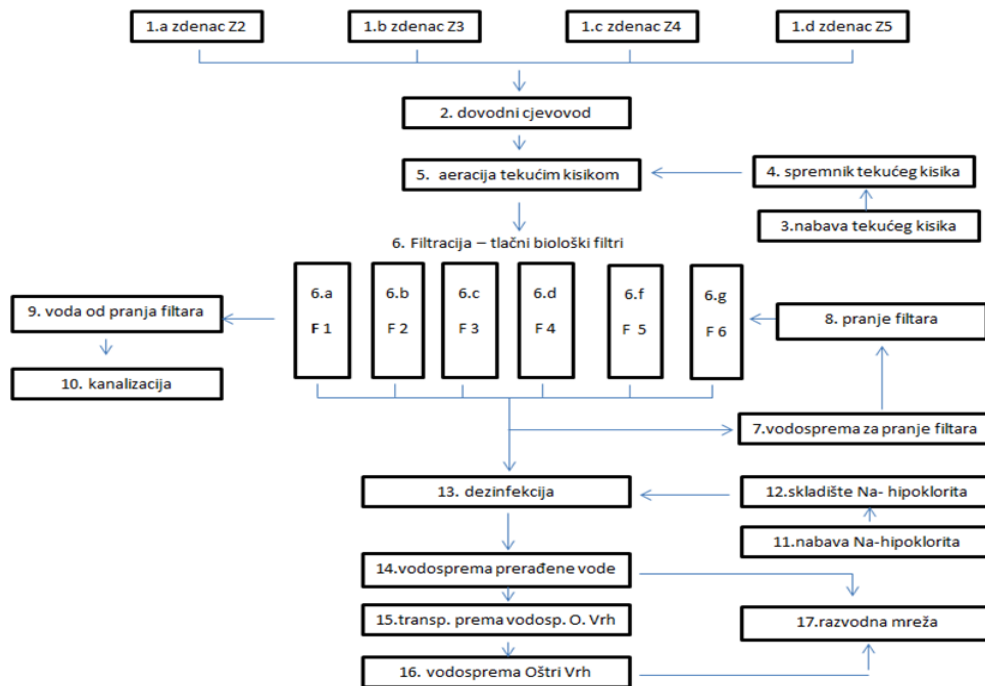 1.a zdenac Z2
1.b zdenac Z3
1.c zdenac Z4
1.d zdenac Z5
2. dovodni cjevovod
5. aeracija tekućim kisikom
4. spremnik tekućeg kisika
3.nabava tekućeg kisika
6. Filtracija – tlačni biološki filtri
6.a
F 1
6.b
F 2
6.c
F 3
6.d
F 4
6.f
F 5
6.g
F 6
9. voda od pranja filtara
8. pranje filtara
10. kanalizacija
7.vodosprema za pranje filtara
13. dezinfekcija
12.skladište Na- hipoklorita
11.nabava Na-hipoklorita
14.vodosprema prerađene vode
15.transp. prema vodosp. O. Vrh
17.razvodna mreža
16. vodosprema Oštri Vrh